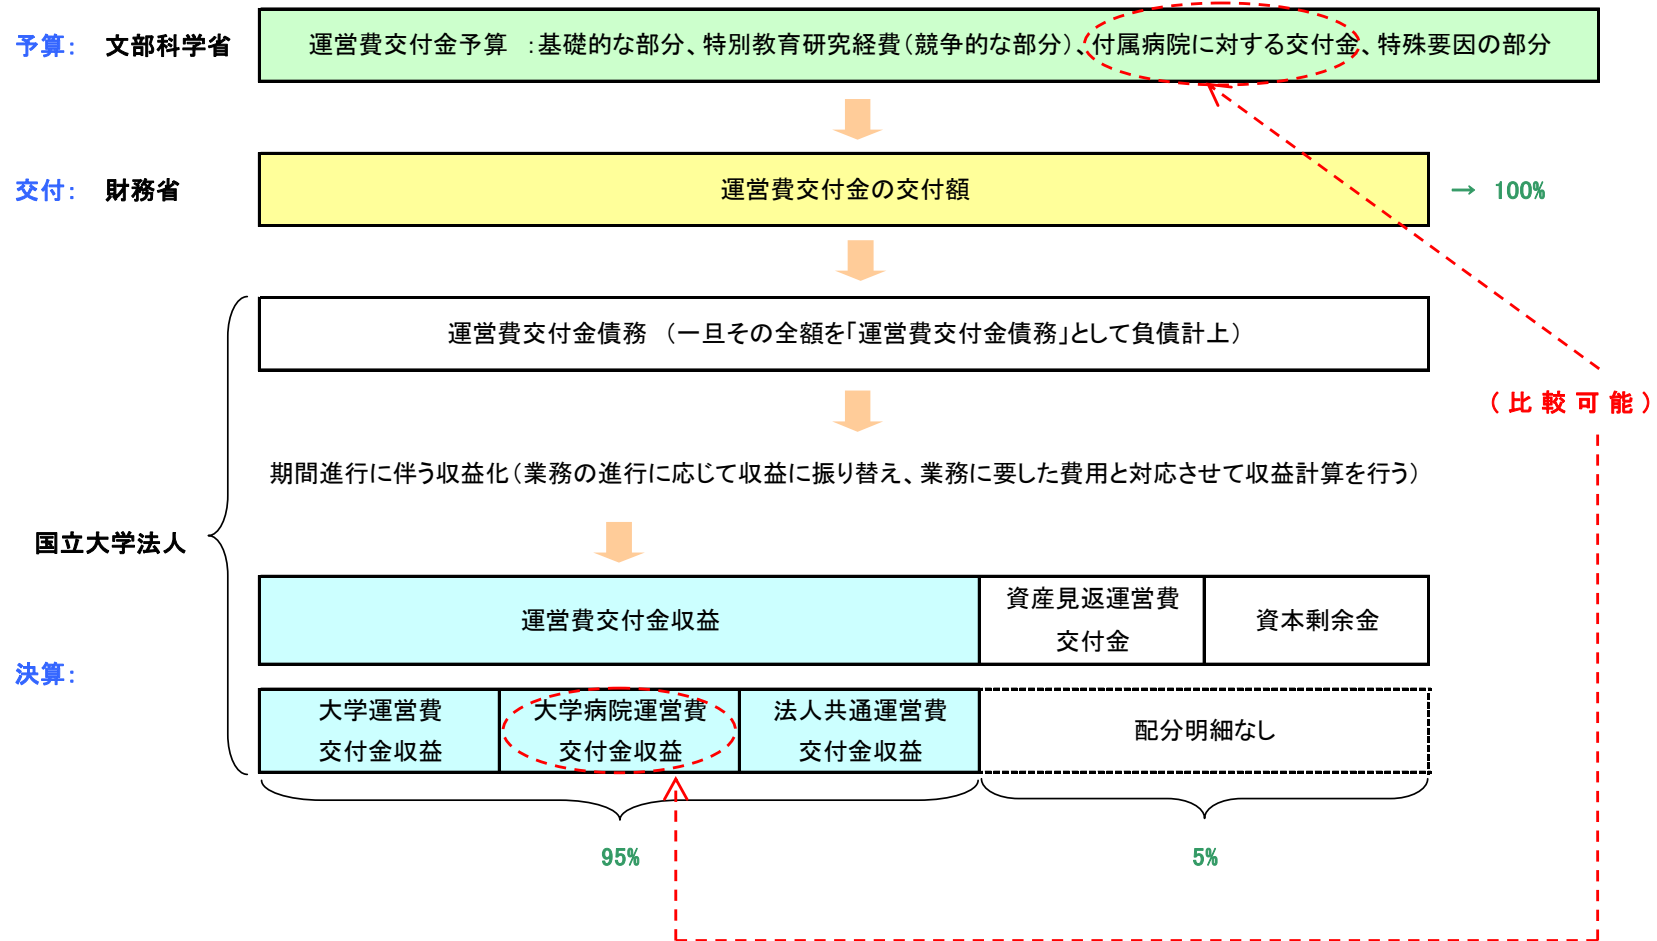 予算： 文部科学省
運営費交付金予算 ：基礎的な部分、特別教育研究経費（競争的な部分）、付属病院に対する交付金、特殊要因の部分
交付： 財務省
運営費交付金の交付額
→ 100%
運営費交付金債務 （一旦その全額を「運営費交付金債務」として負債計上）
（比較可能）
期間進行に伴う収益化（業務の進行に応じて収益に振り替え、業務に要した費用と対応させて収益計算を行う）
国立大学法人
運営費交付金収益
資産見返運営費
交付金
資本剰余金
決算：
大学運営費
交付金収益
大学病院運営費
交付金収益
法人共通運営費
交付金収益
配分明細なし
95%
5%